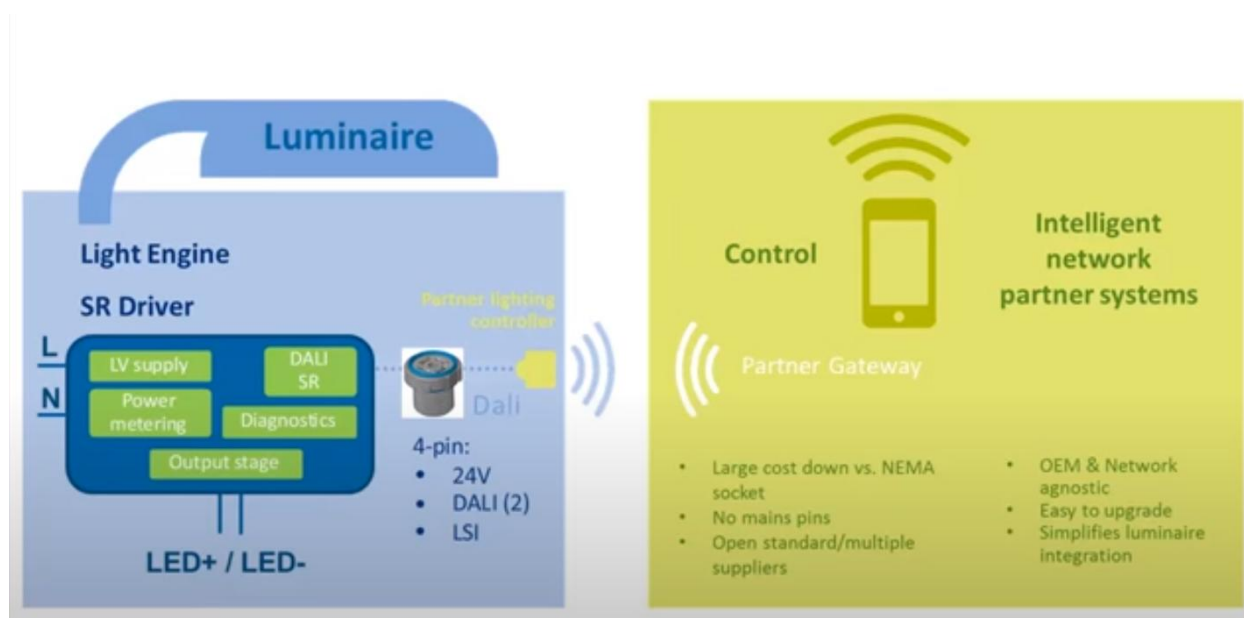 Luminaire
Light Engine
SR Driver
Partner lighting
controller
L
N
LV supply
DALI
SR
Power
metering
Diagnostics
Output stage
Dali
4-pin:
• 24V
• DALI (2)
• LSI
LED+ / LED-
Control
Intelligent
network
partner systems
Partner Gateway
• Large cost down vs. NEMA
socket
• No mains pins
• Open standard/multiple
suppliers
• OEM & Network
agnostic
• Easy to upgrade
• Simplifies luminaire
integration